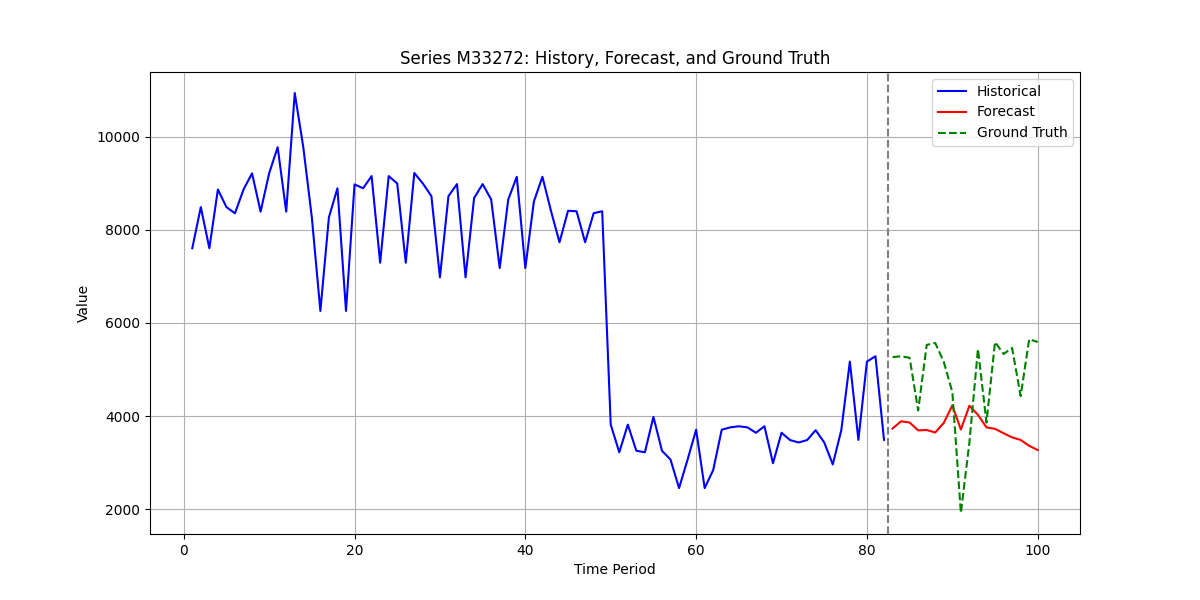 Series M33272: History, Forecast, and Ground Truth
Historical
Forecast
Ground Truth
10000
8000
6000
4000
2000
Value
0
20
40
60
80
100
Time Period